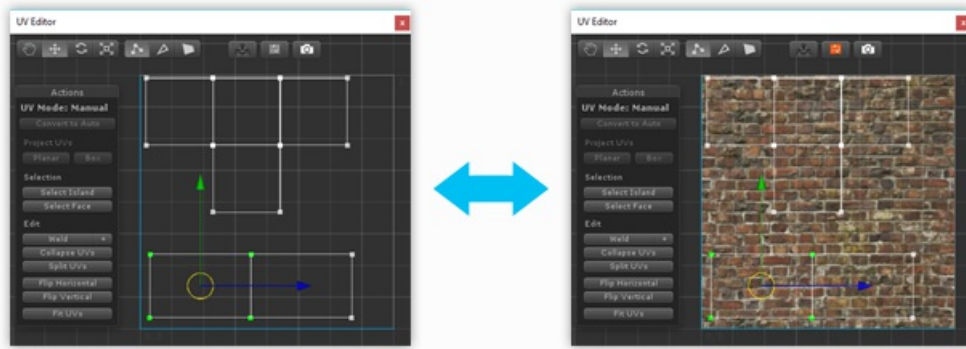 UV Editor
x
Actions
UV Mode: Manual
Convert to Auto
Project UVs
Planar Box
Selection
Select Island
Select Face
Edit
Weld +
Collapse UVs
Split UVs
Flip Horizontal
Flip Vertical
Fit UVs
UV Editor
x
Actions
UV Mode: Manual
Convert to Auto
Project UVs
Planar Box
Selection
Select Island
Select Face
Edit
Weld +
Collapse UVs
Split UVs
Flip Horizontal
Flip Vertical
Fit UVs